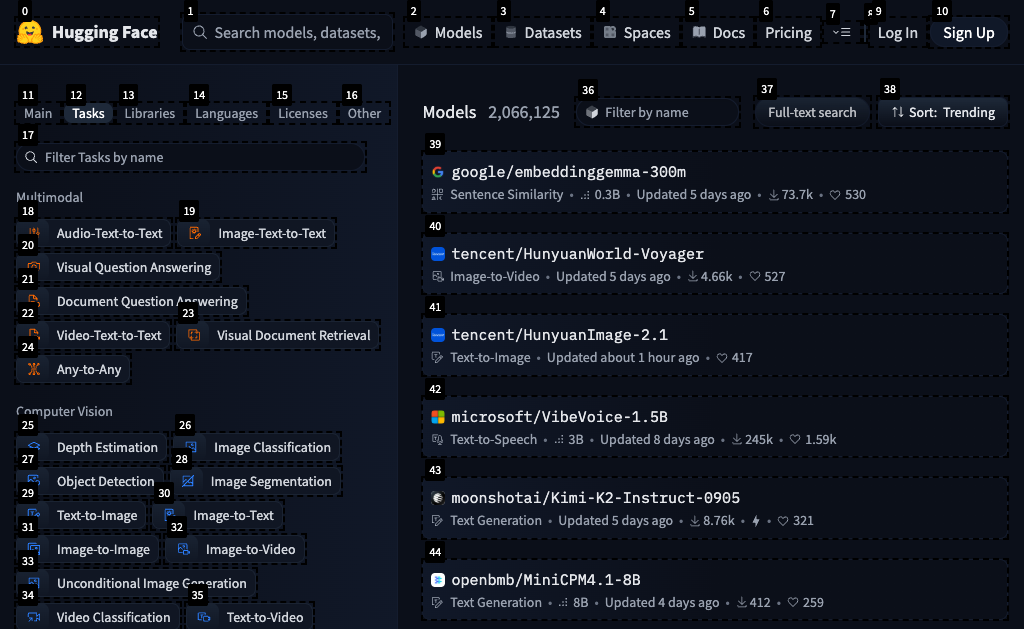 0 1 2 3 4 5 6 7 8 9 10
Hugging Face Search models, datasets, Models Datasets Spaces Docs Pricing Log In Sign Up
11 12 13 14 15 16
Main Tasks Libraries Languages Licenses Other
17
Filter Tasks by name
Multimodal
18 19
Audio-Text-to-Text Image-Text-to-Text
20
Visual Question Answering
21
Document Question Answering
22 23
Video-Text-to-Text Visual Document Retrieval
24
Any-to-Any
Computer Vision
25 26
Depth Estimation Image Classification
27 28
Object Detection Image Segmentation
29 30
Text-to-Image Image-to-Text
31 32
Image-to-Image Image-to-Video
33
Unconditional Image Generation
34 35
Video Classification Text-to-Video
36 37 38
Models 2,066,125 Filter by name Full-text search Sort: Trending
39
google/embeddinggemma-300m
Sentence Similarity • 0.3B • Updated 5 days ago • 73.7k • 530
40
tencent/HunyuanWorld-Voyager
Image-to-Video • Updated 5 days ago • 4.66k • 527
41
tencent/HunyuanImage-2.1
Text-to-Image • Updated about 1 hour ago • 417
42
microsoft/VibeVoice-1.5B
Text-to-Speech • 3B • Updated 8 days ago • 245k • 1.59k
43
moonshotai/Kimi-K2-Instruct-0905
Text Generation • Updated 5 days ago • 8.76k • 321
44
openbmb/MiniCPM4.1-8B
Text Generation • 8B • Updated 4 days ago • 412 • 259